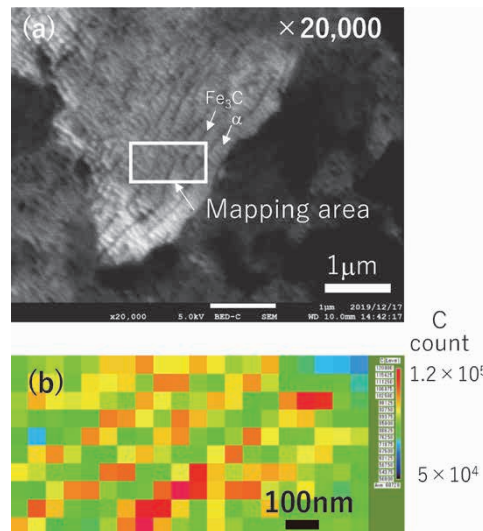 (a)
×20,000
Fe₃C
α
Mapping area
1μm
1μm 2019/12/17
x20,000 5.0kV BED-C SEM WD 10.0mm 14:42:17
C
count
(b)
1.2×10⁵
5×10⁴
100nm